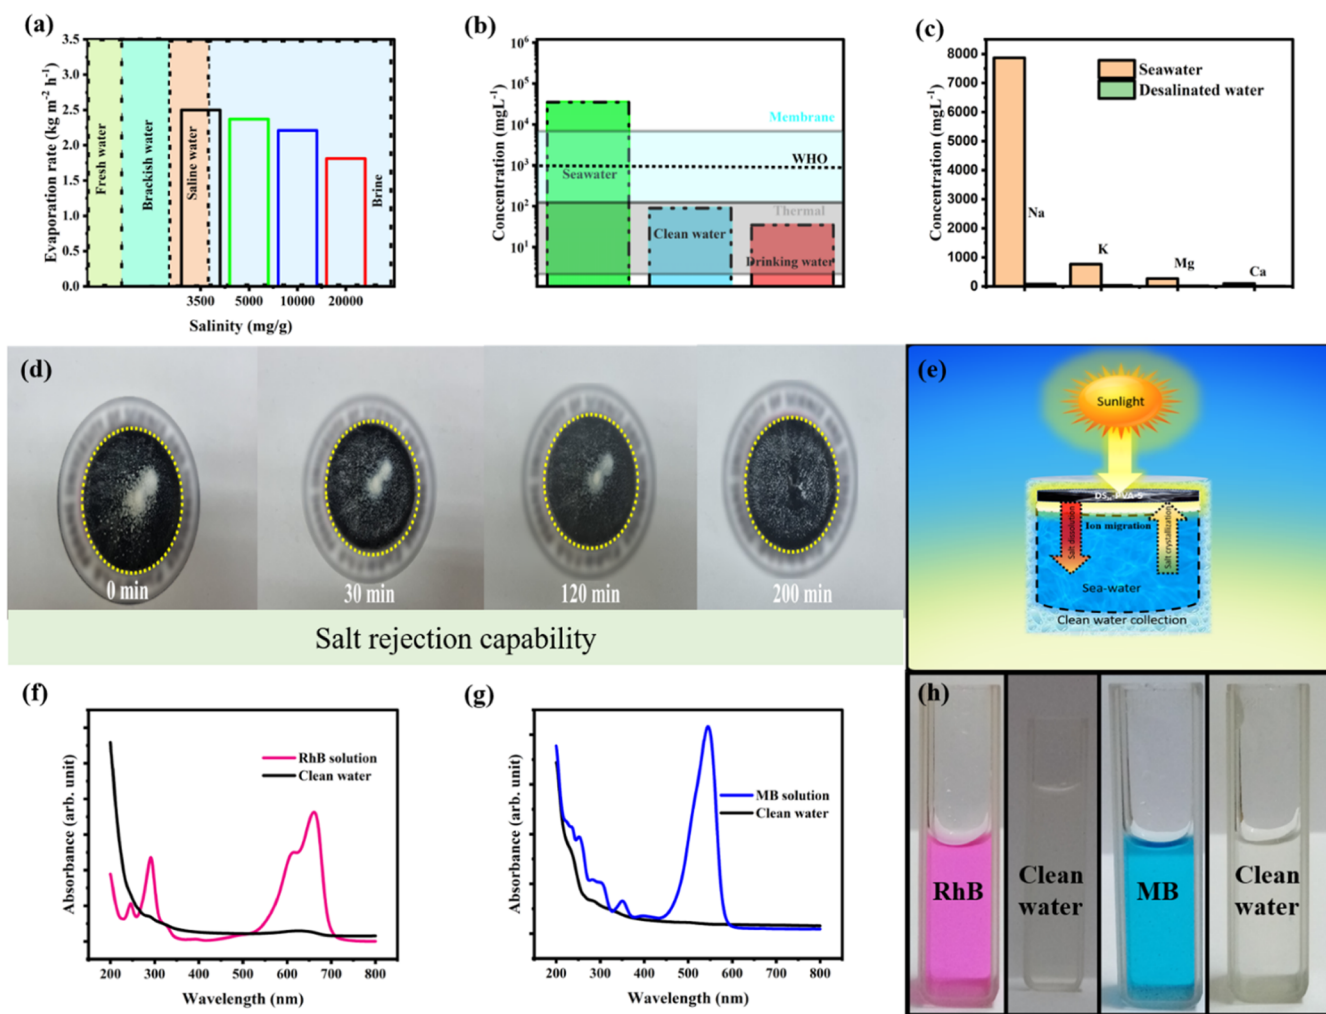 (a)
3.5
3.0
2.5
2.0
1.5
1.0
0.5
0.0
Evaporation rate (kg m⁻² h⁻¹)
Fresh water
Brackish water
Saline water
Brine
3500 5000 10000 20000
Salinity (mg/g)
(b)
10⁶
10⁵
10⁴
10³
10²
10¹
Concentration (mgL⁻¹)
Membrane
WHO
Seawater
Thermal
Clean water
Drinking water
(c)
8000
7000
6000
5000
4000
3000
2000
1000
0
Concentration (mgL⁻¹)
Seawater
Desalinated water
Na
K
Mg
Ca
(d)
0 min
30 min
120 min
200 min
Salt rejection capability
(e)
Sunlight
Ion migration
Salt dissolution
Salt crystallization
Sea-water
Clean water collection
(f)
Absorbance (arb. unit)
RhB solution
Clean water
200 300 400 500 600 700 800
Wavelength (nm)
(g)
Absorbance (arb. unit)
MB solution
Clean water
200 300 400 500 600 700 800
Wavelength (nm)
(h)
RhB
Clean
water
MB
Clean
water